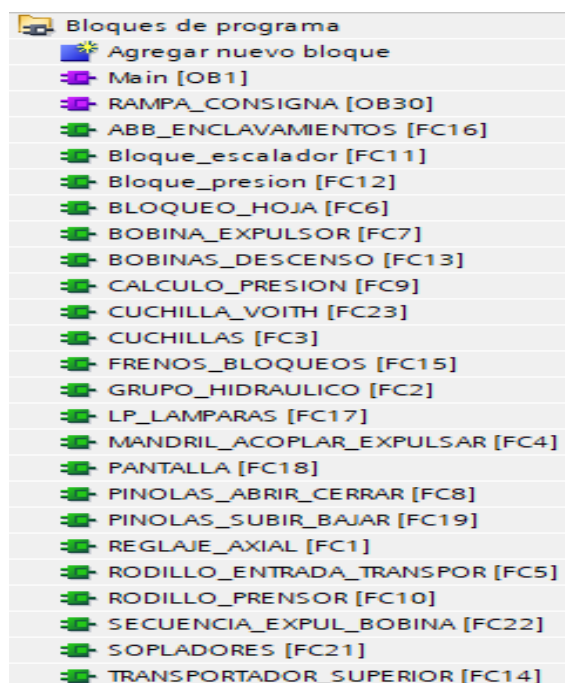 Bloques de programa
Agregar nuevo bloque
Main [OB1]
RAMPA_CONSIGNA [OB30]
ABB_ENCLAVAMIENTOS [FC16]
Bloque_escalador [FC11]
Bloque_presion [FC12]
BLOQUEO_HOJA [FC6]
BOBINA_EXPULSOR [FC7]
BOBINAS_DESCENSO [FC13]
CALCULO_PRESION [FC9]
CUCHILLA_VOITH [FC23]
CUCHILLAS [FC3]
FRENOS_BLOQUEOS [FC15]
GRUPO_HIDRAULICO [FC2]
LP_LAMPARAS [FC17]
MANDRIL_ACOPLAR_EXPULSAR [FC4]
PANTALLA [FC18]
PINOLAS_ABRIR_CERRAR [FC8]
PINOLAS_SUBIR_BAJAR [FC19]
REGLAJE_AXIAL [FC1]
RODILLO_ENTRADA_TRANSPOR [FC5]
RODILLO_PRENSOR [FC10]
SECUENCIA_EXPUL_BOBINA [FC22]
SOPLADORES [FC21]
TRANSPORTADOR_SUPERIOR [FC14]